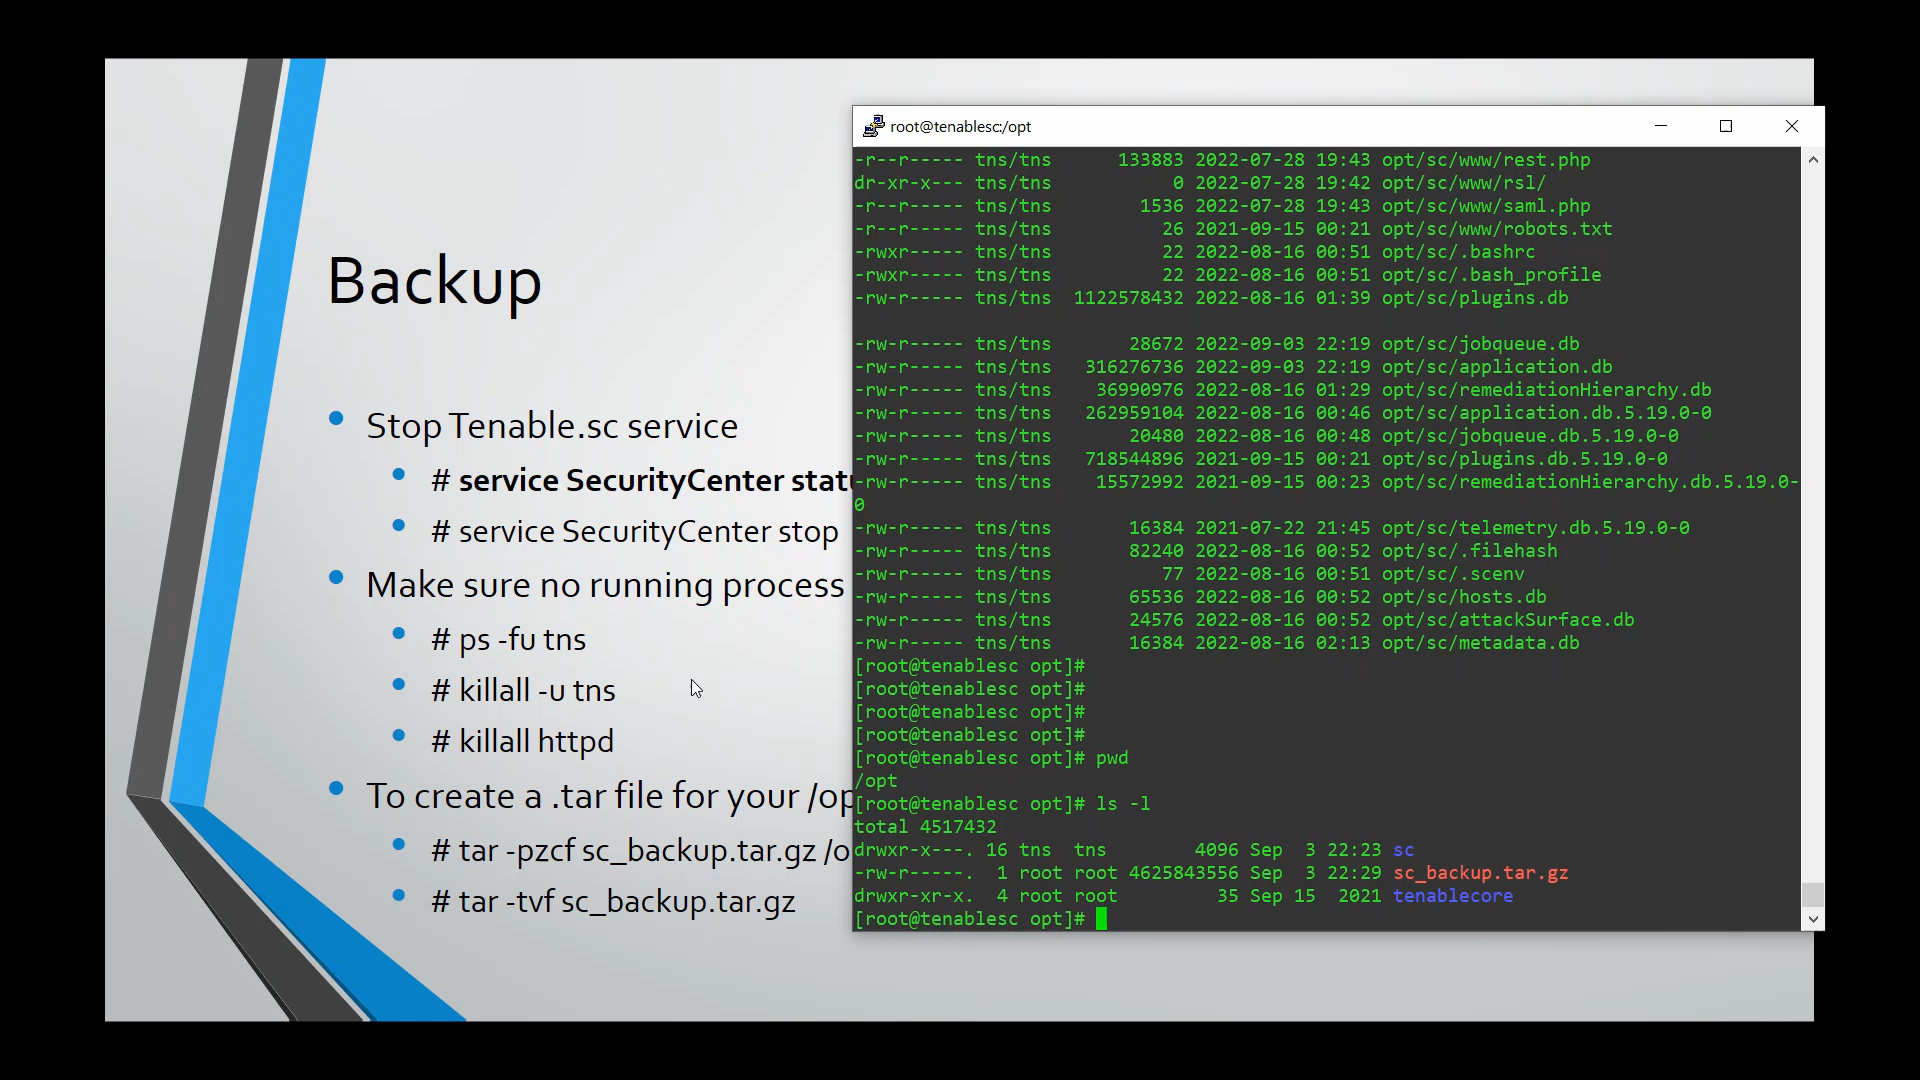 Backup
Stop Tenable.sc service
# service SecurityCenter statu
# service SecurityCenter stop
Make sure no running process
# ps -fu tns
# killall -u tns
# killall httpd
To create a .tar file for your /op
# tar -pzcf sc_backup.tar.gz /o
# tar -tvf sc_backup.tar.gz
root@tenablesc:/opt
-r--r----- tns/tns 133883 2022-07-28 19:43 opt/sc/www/rest.php
dr-xr-x--- tns/tns 0 2022-07-28 19:42 opt/sc/www/rsl/
-r--r----- tns/tns 1536 2022-07-28 19:43 opt/sc/www/saml.php
-r--r----- tns/tns 26 2021-09-15 00:21 opt/sc/www/robots.txt
-rwxr----- tns/tns 22 2022-08-16 00:51 opt/sc/.bashrc
-rwxr----- tns/tns 22 2022-08-16 00:51 opt/sc/.bash_profile
-rw-r----- tns/tns 1122578432 2022-08-16 01:39 opt/sc/plugins.db
-rw-r----- tns/tns 28672 2022-09-03 22:19 opt/sc/jobqueue.db
-rw-r----- tns/tns 316276736 2022-09-03 22:19 opt/sc/application.db
-rw-r----- tns/tns 36990976 2022-08-16 01:29 opt/sc/remediationHierarchy.db
-rw-r----- tns/tns 262959104 2022-08-16 00:46 opt/sc/application.db.5.19.0-0
-rw-r----- tns/tns 20480 2022-08-16 00:48 opt/sc/jobqueue.db.5.19.0-0
-rw-r----- tns/tns 718544896 2021-09-15 00:21 opt/sc/plugins.db.5.19.0-0
-rw-r----- tns/tns 15572992 2021-09-15 00:23 opt/sc/remediationHierarchy.db.5.19.0-
0
-rw-r----- tns/tns 16384 2021-07-22 21:45 opt/sc/telemetry.db.5.19.0-0
-rw-r----- tns/tns 82240 2022-08-16 00:52 opt/sc/.filehash
-rw-r----- tns/tns 77 2022-08-16 00:51 opt/sc/.scenv
-rw-r----- tns/tns 65536 2022-08-16 00:52 opt/sc/hosts.db
-rw-r----- tns/tns 24576 2022-08-16 00:52 opt/sc/attackSurface.db
-rw-r----- tns/tns 16384 2022-08-16 02:13 opt/sc/metadata.db
[root@tenablesc opt]#
[root@tenablesc opt]#
[root@tenablesc opt]#
[root@tenablesc opt]#
[root@tenablesc opt]# pwd
/opt
[root@tenablesc opt]# ls -l
total 4517432
drwxr-x---. 16 tns tns 4096 Sep 3 22:23 sc
-rw-r-----. 1 root root 4625843556 Sep 3 22:29 sc_backup.tar.gz
drwxr-xr-x. 4 root root 35 Sep 15 2021 tenablecore
[root@tenablesc opt]#